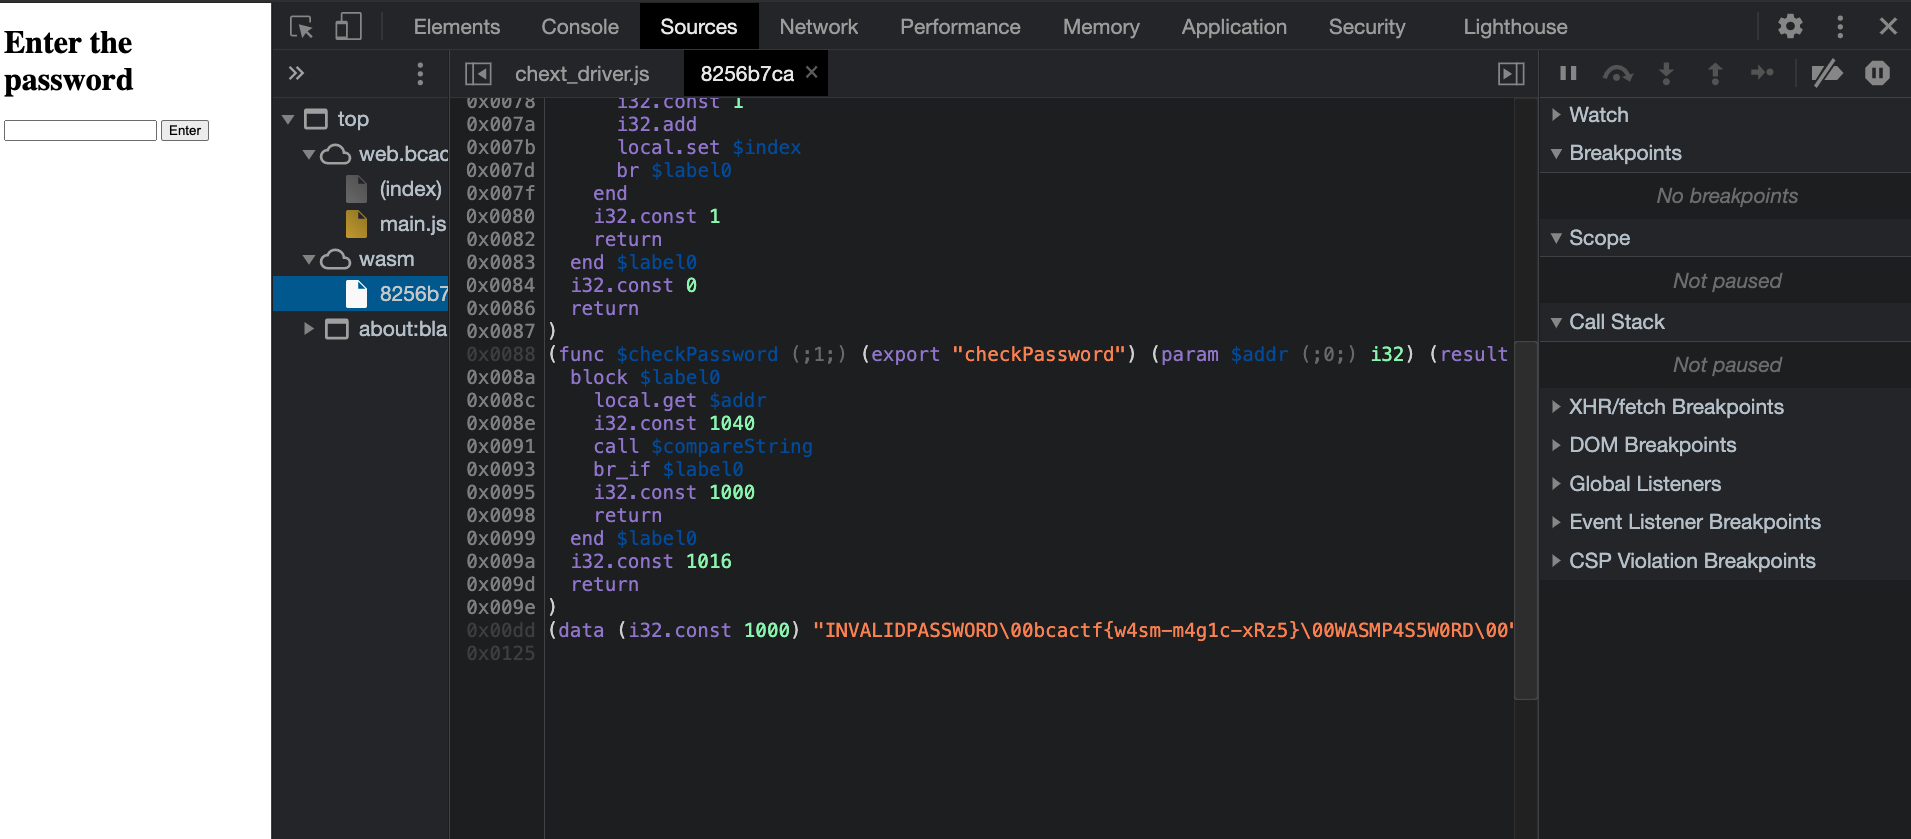 Enter the
password
Enter
Elements Console Sources Network Performance Memory Application Security Lighthouse
chext_driver.js 8256b7ca
top
web.bcac
(index)
main.js
wasm
8256b7
about:bla
0x0078 i32.const 1
0x007a i32.add
0x007b local.set $index
0x007d br $label0
0x007f end
0x0080 i32.const 1
0x0082 return
0x0083 end $label0
0x0084 i32.const 0
0x0086 return
0x0087 )
0x0088 (func $checkPassword (;1;) (export "checkPassword") (param $addr (;0;) i32) (result
0x008a block $label0
0x008c local.get $addr
0x008e i32.const 1040
0x0091 call $compareString
0x0093 br_if $label0
0x0095 i32.const 1000
0x0098 return
0x0099 end $label0
0x009a i32.const 1016
0x009d return
0x009e )
0x00dd (data (i32.const 1000) "INVALIDPASSWORD\00bcactf{w4sm-m4g1c-xRz5}\00WASMP4S5W0RD\00"
0x0125
Watch
Breakpoints
No breakpoints
Scope
Not paused
Call Stack
Not paused
XHR/fetch Breakpoints
DOM Breakpoints
Global Listeners
Event Listener Breakpoints
CSP Violation Breakpoints